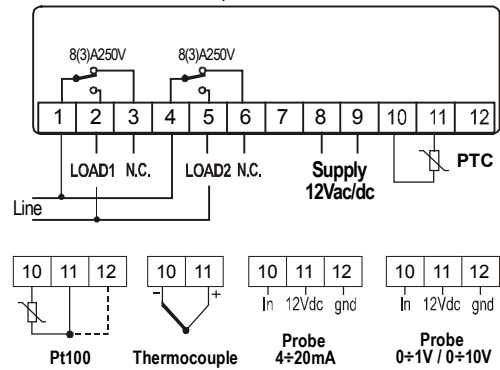 8(3)A250V 8(3)A250V
1 2 3 4 5 6 7 8 9 10 11 12
LOAD1 N.C. LOAD2 N.C. Supply 12Vac/dc PTC
Line
10 11 12 10 11 10 11 12 10 11 12
- + In 12Vdc gnd In 12Vdc gnd
Pt100 Thermocouple Probe 4÷20mA Probe 0÷1V / 0÷10V